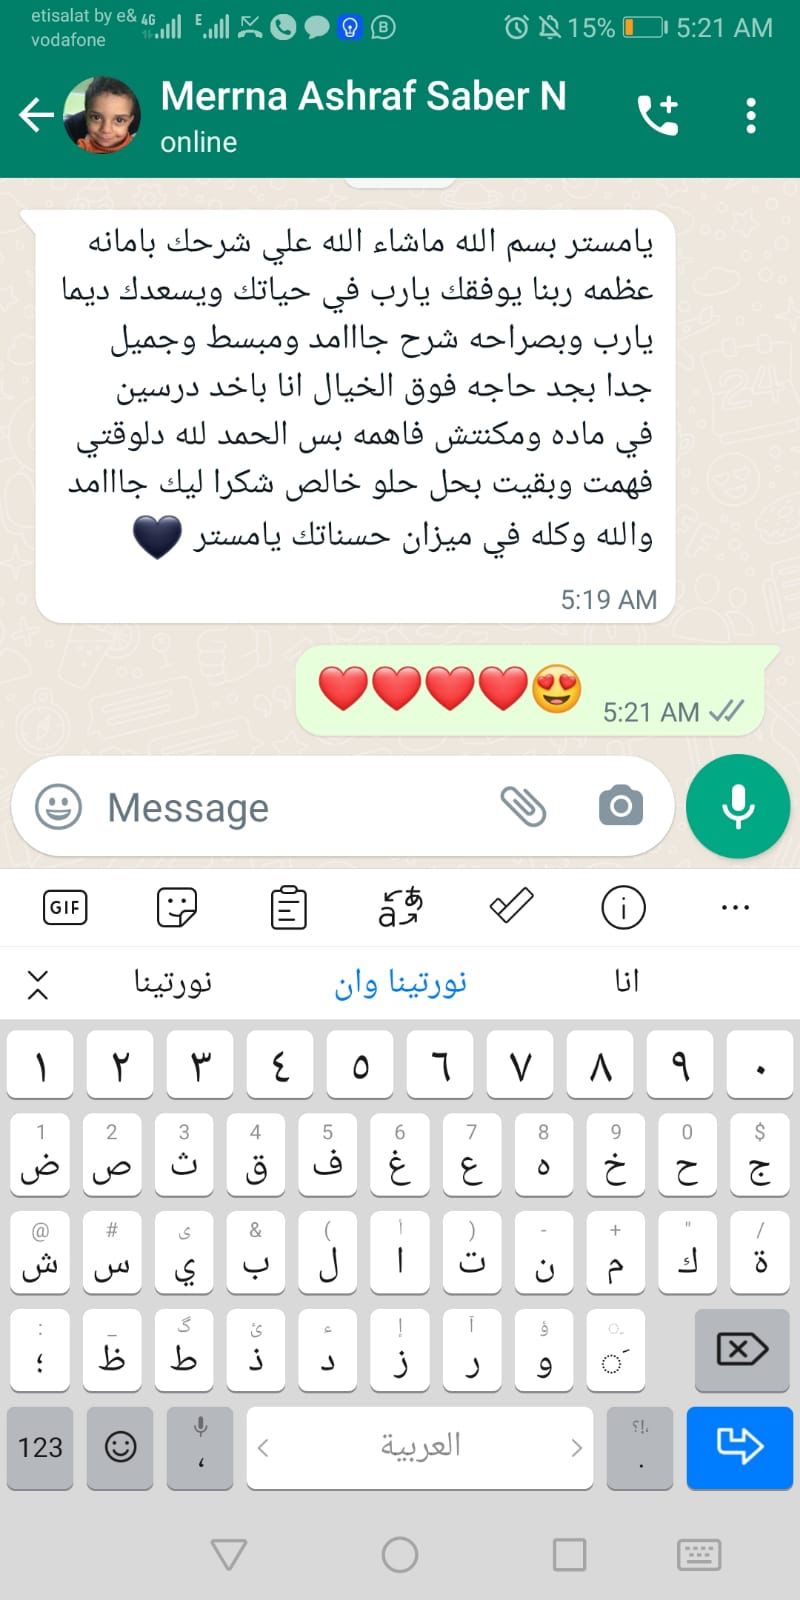 etisalat by e&
vodafone
4G
E
15%
5:21 AM
Merrna Ashraf Saber N
online
يامستر بسم الله ماشاء الله علي شرحك بامانه
عظمه ربنا يوفقك يارب في حياتك ويسعدك ديما
يارب وبصراحه شرح جااامد ومبسط وجميل
جدا بجد حاجه فوق الخيال انا باخد درسين
في ماده ومكنتش فاهمه بس الحمد لله دلوقتي
فهمت وبقيت بحل حلو خالص شكرا ليك جااامد
والله وكله في ميزان حسناتك يامستر 🖤
5:19 AM
❤️❤️❤️❤️😍
5:21 AM
Message
GIF
نورتينا نورتينا وان انا
١ ٢ ٣ ٤ ٥ ٦ ٧ ٨ ٩ ٠
1 2 3 4 5 6 7 8 9 0 $
ض ص ث ق ف غ ع ه خ ح ج
@ # ى & ( أ ) - + " /
ش س ي ب ل ا ت ن م ك ة
: _ گ ئ ء إ آ ؤ
؛ ظ ط ذ د ز ر و
؟!،
123 ، العربية .